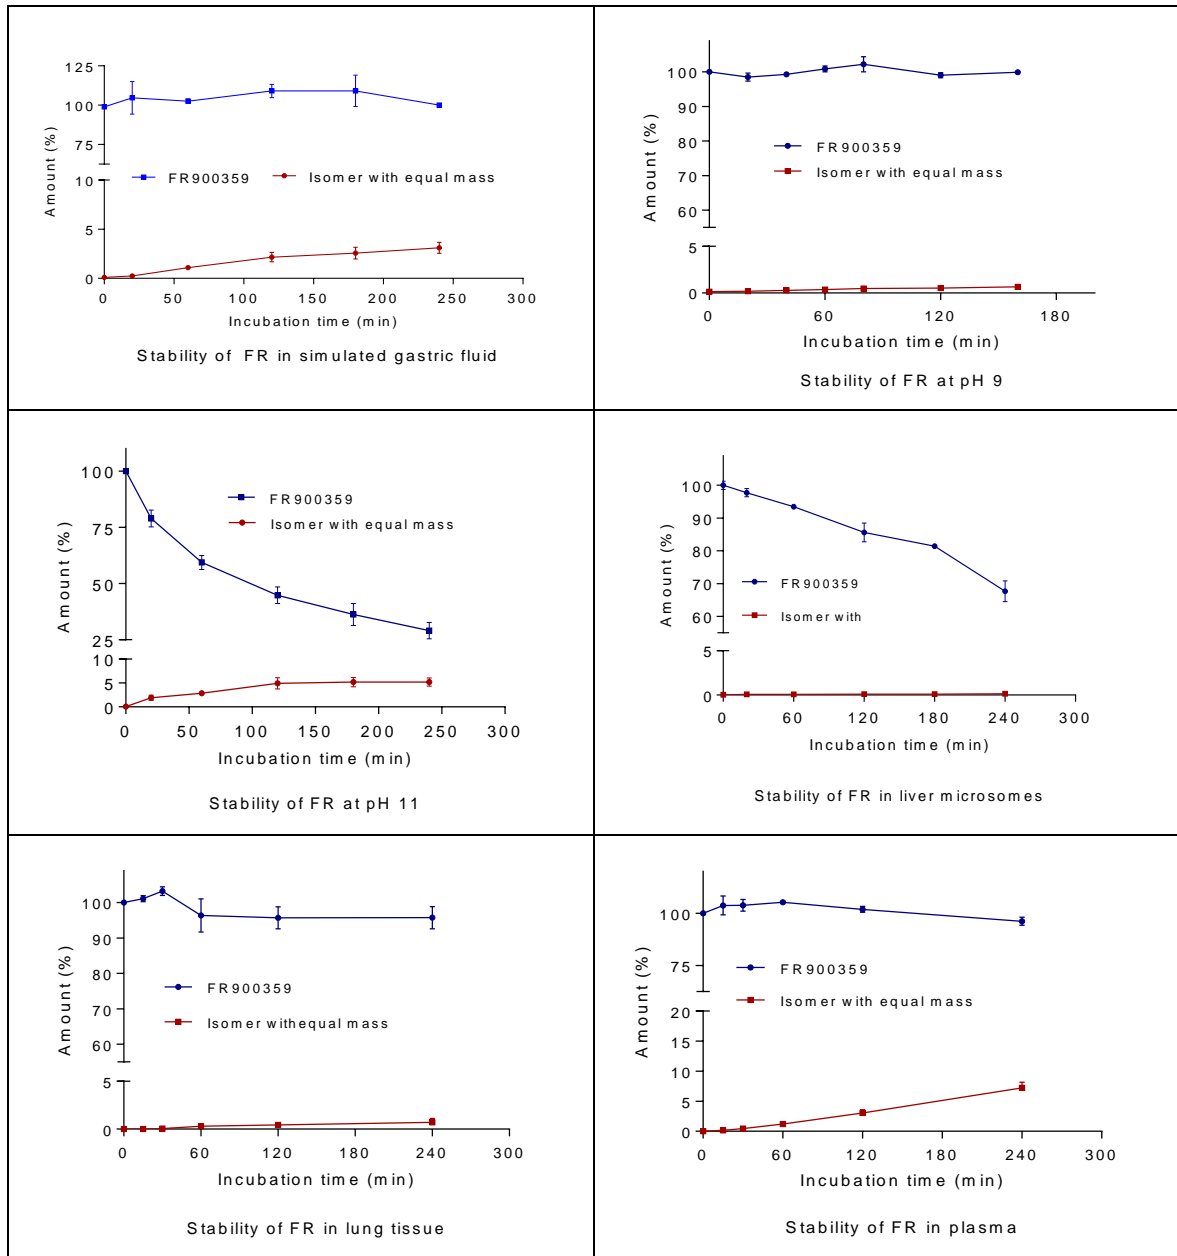 125
100
75
10
5
0
Amount (%)
FR900359
Isomer with equal mass
0 50 100 150 200 250 300
Incubation time (min)
Stability of FR in simulated gastric fluid
100
90
80
70
60
5
0
Amount (%)
FR900359
Isomer with equal mass
0 60 120 180
Incubation time (min)
Stability of FR at pH 9
100
75
50
25
10
5
0
Amount (%)
FR900359
Isomer with equal mass
0 50 100 150 200 250 300
Incubation time (min)
Stability of FR at pH 11
100
90
80
70
60
5
0
Amount (%)
FR900359
Isomer with
0 60 120 180 240 300
Incubation time (min)
Stability of FR in liver microsomes
100
90
80
70
60
5
0
Amount (%)
FR900359
Isomer withequal mass
0 60 120 180 240 300
Incubation time (min)
Stability of FR in lung tissue
100
75
20
15
10
5
0
Amount (%)
FR900359
Isomer with equal mass
0 60 120 180 240 300
Incubation time (min)
Stability of FR in plasma